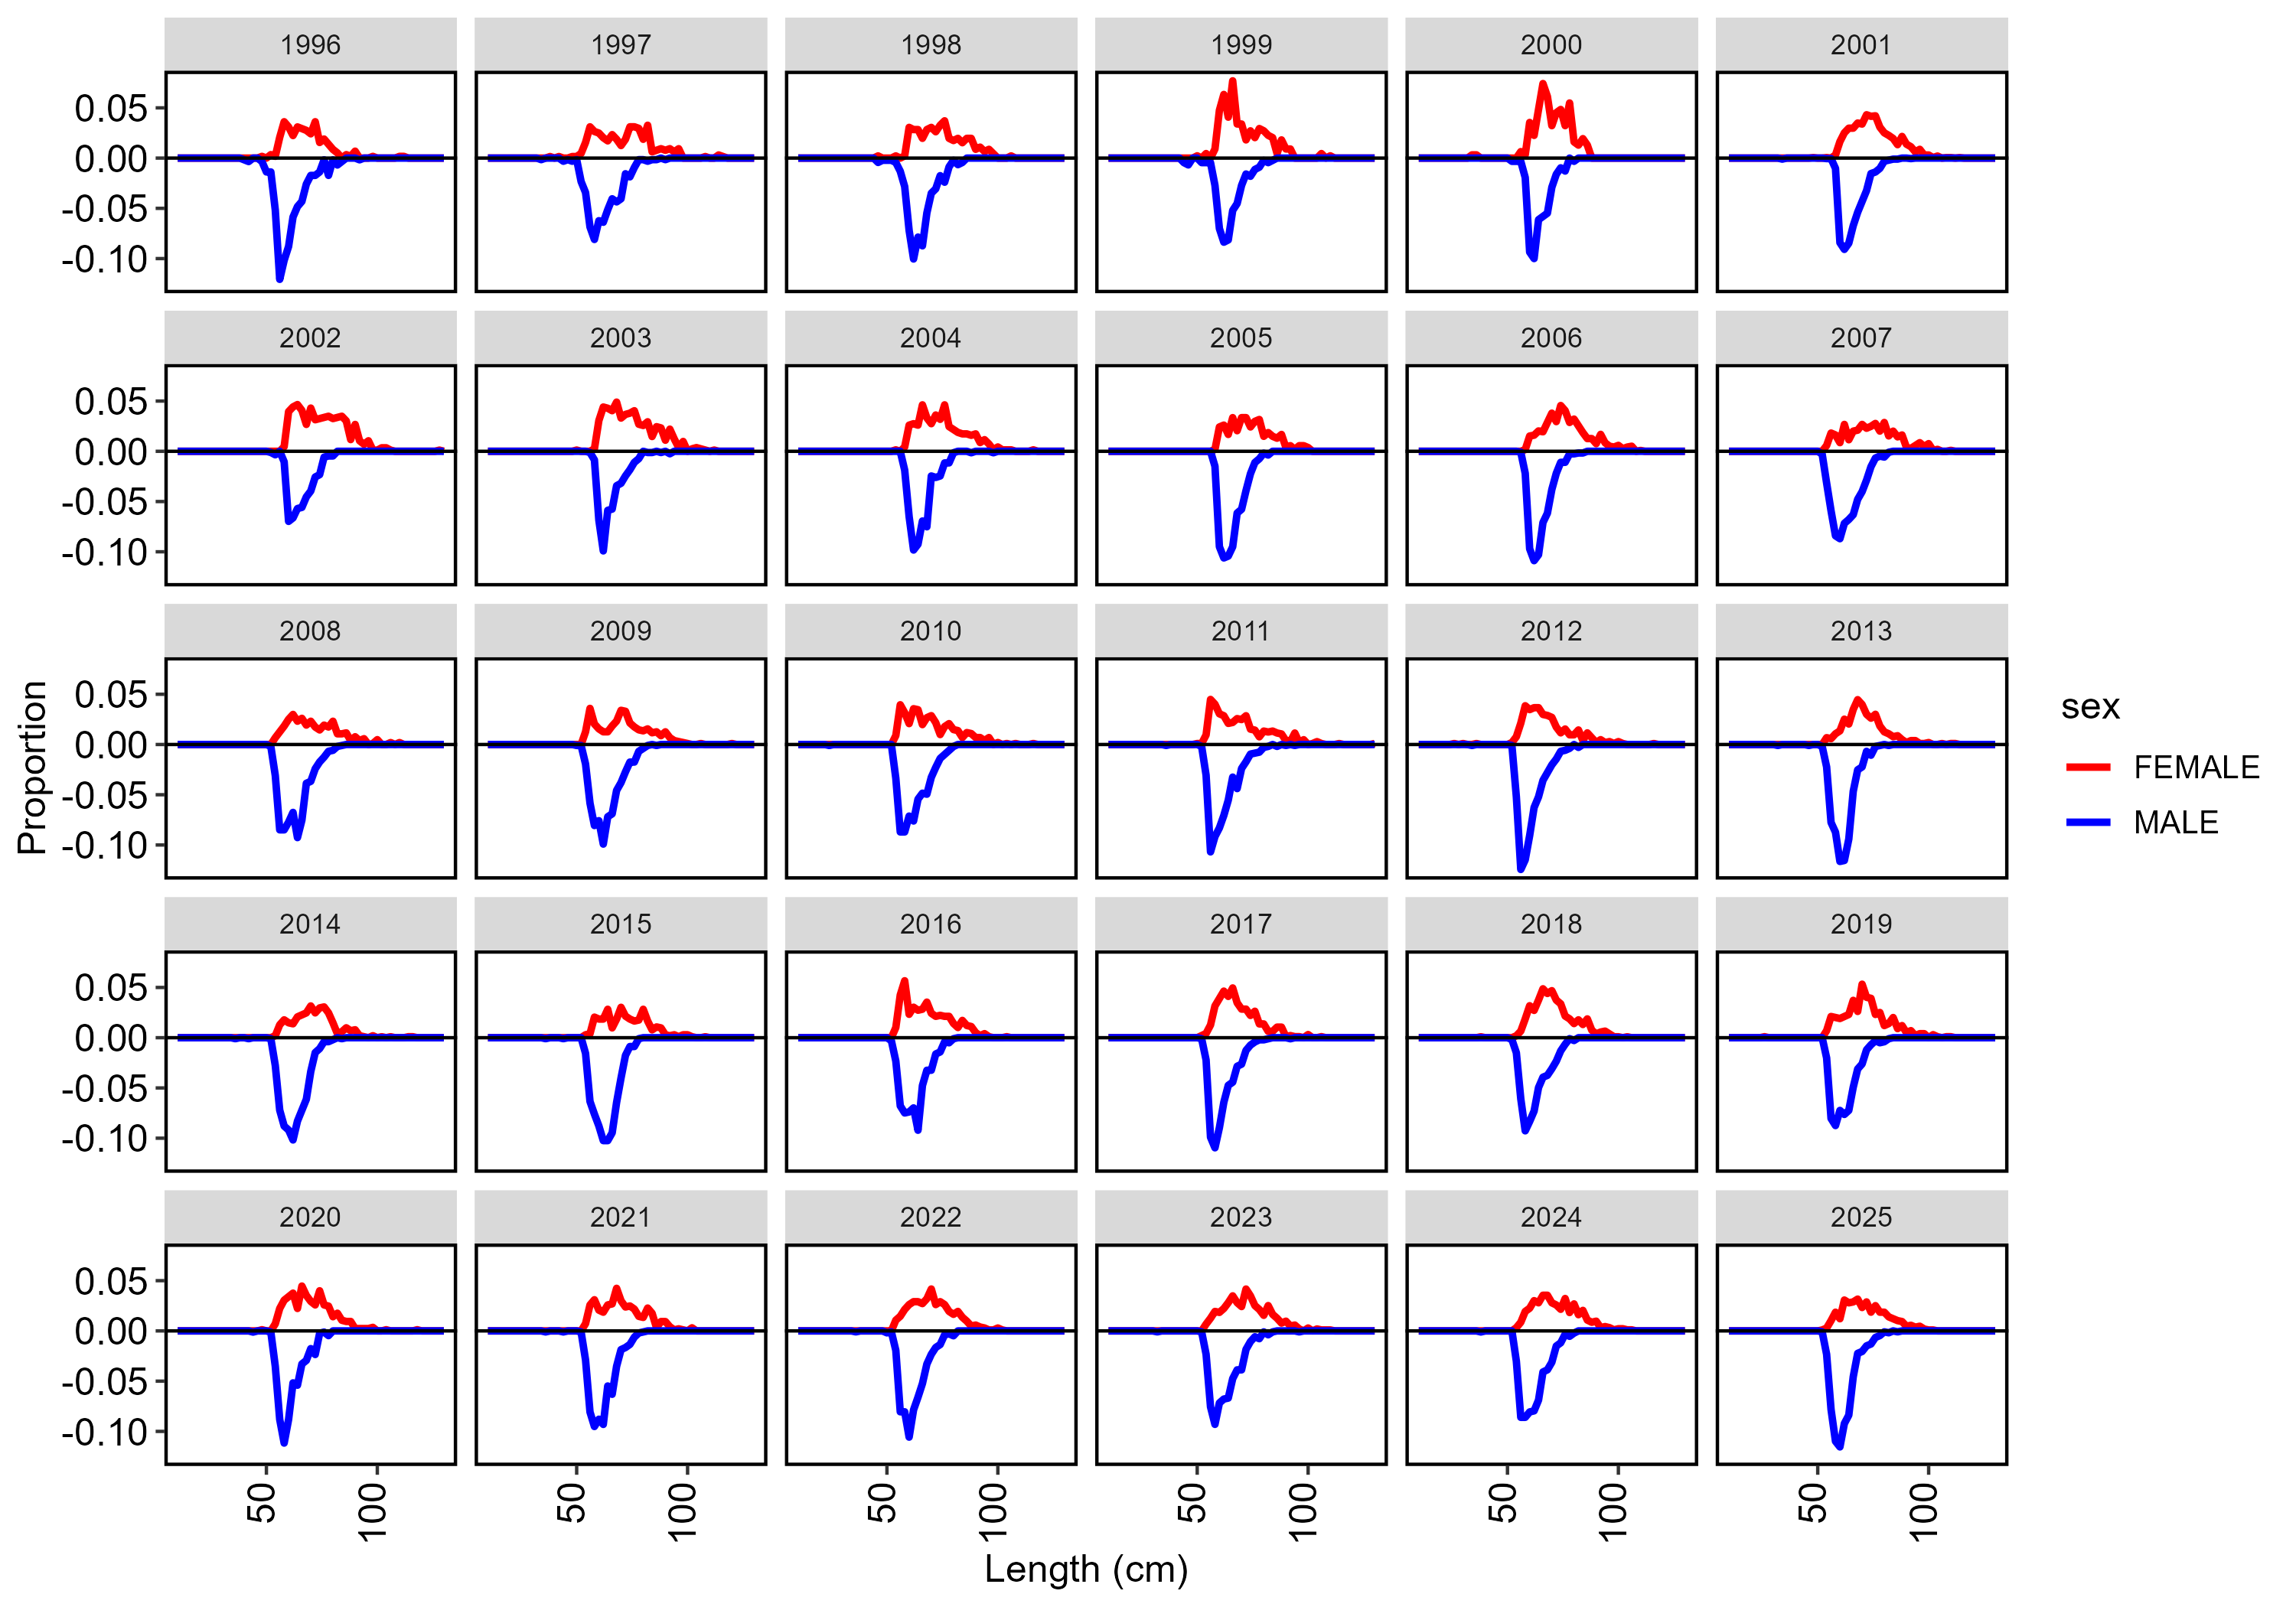 1996 1997 1998 1999 2000 2001
0.05
0.00
-0.05
-0.10
2002 2003 2004 2005 2006 2007
0.05
0.00
-0.05
-0.10
2008 2009 2010 2011 2012 2013
0.05
0.00
-0.05
-0.10
2014 2015 2016 2017 2018 2019
0.05
0.00
-0.05
-0.10
2020 2021 2022 2023 2024 2025
0.05
0.00
-0.05
-0.10
50 100 50 100 50 100 50 100 50 100 50 100
Length (cm)
Proportion
sex
FEMALE
MALE